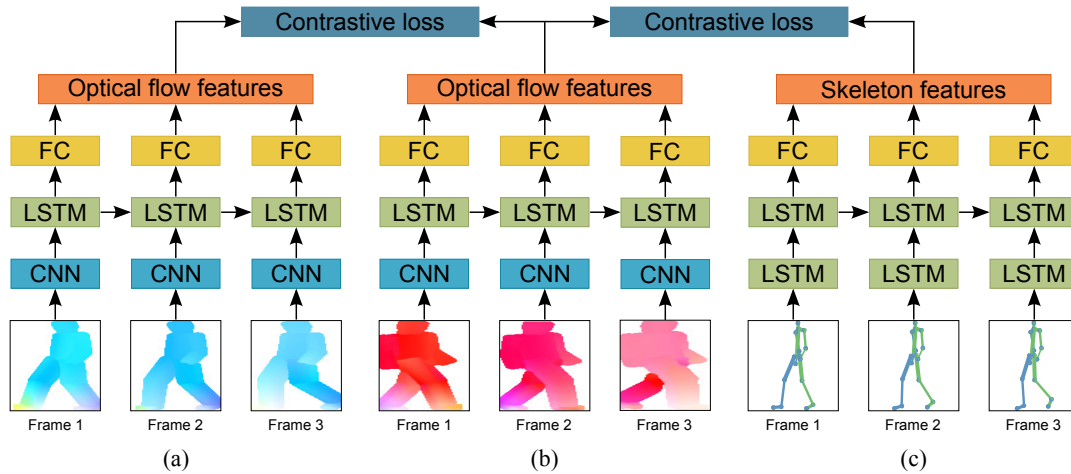 Contrastive loss Contrastive loss
Optical flow features Optical flow features Skeleton features
FC FC FC FC FC FC FC FC FC
LSTM LSTM LSTM LSTM LSTM LSTM LSTM LSTM LSTM
CNN CNN CNN CNN CNN CNN LSTM LSTM LSTM
Frame 1 Frame 2 Frame 3 Frame 1 Frame 2 Frame 3 Frame 1 Frame 2 Frame 3
(a) (b) (c)